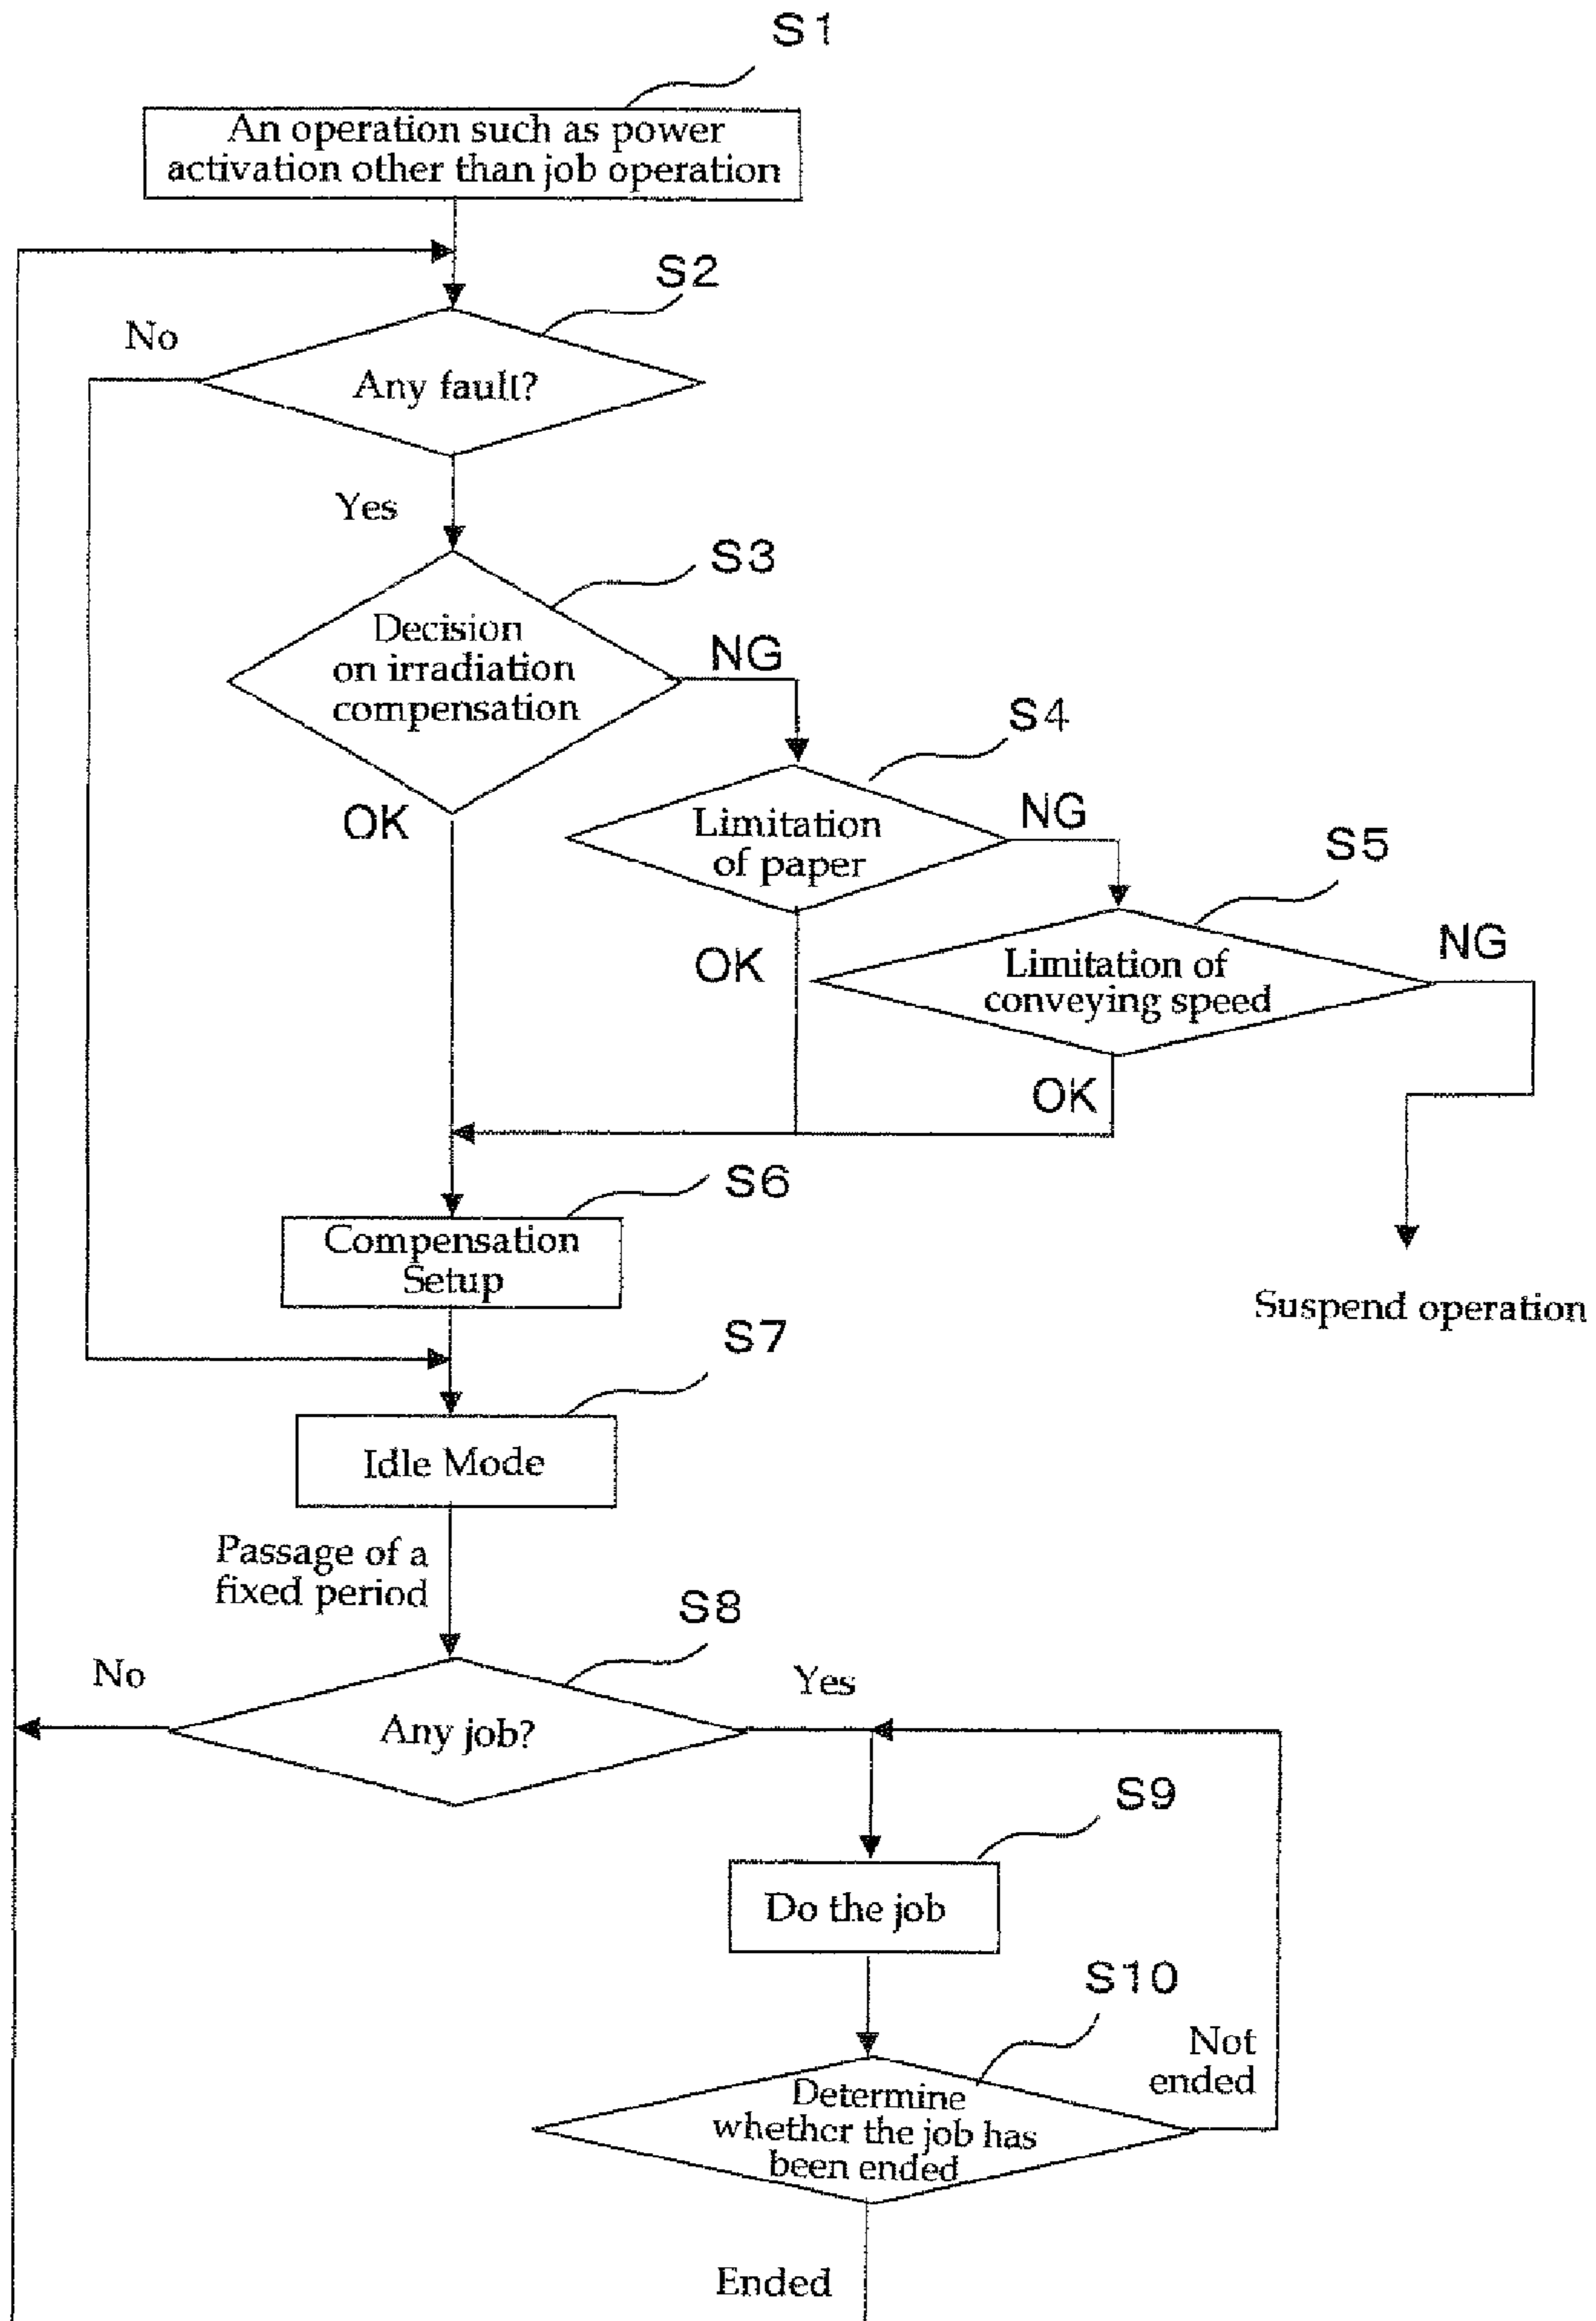 S1
An operation such as power
activation other than job operation
S2
No
Any fault?
Yes
S3
Decision
on irradiation
compensation
NG
S4
OK
Limitation
of paper
NG
S5
OK
Limitation of
conveying speed
NG
OK
S6
Compensation
Setup
Suspend operation
S7
Idle Mode
Passage of a
fixed period
S8
No
Yes
Any job?
S9
Do the job
S10
Not
ended
Determine
whether the job has
been ended
Ended